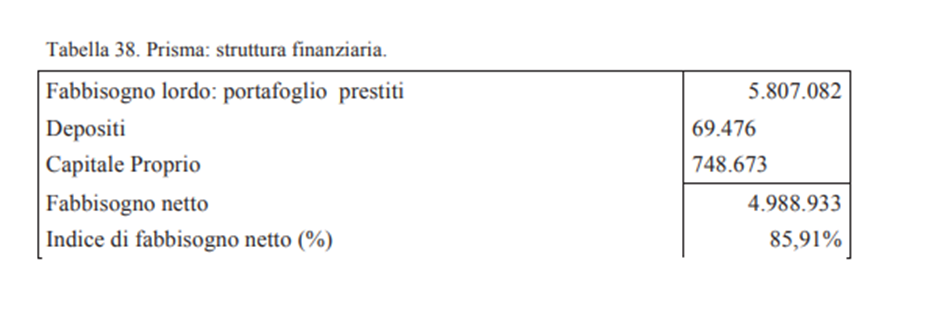 Tabella 38. Prisma: struttura finanziaria.
Fabbisogno lordo: portafoglio prestiti 5.807.082
Depositi 69.476
Capitale Proprio 748.673
Fabbisogno netto 4.988.933
Indice di fabbisogno netto (%) 85,91%